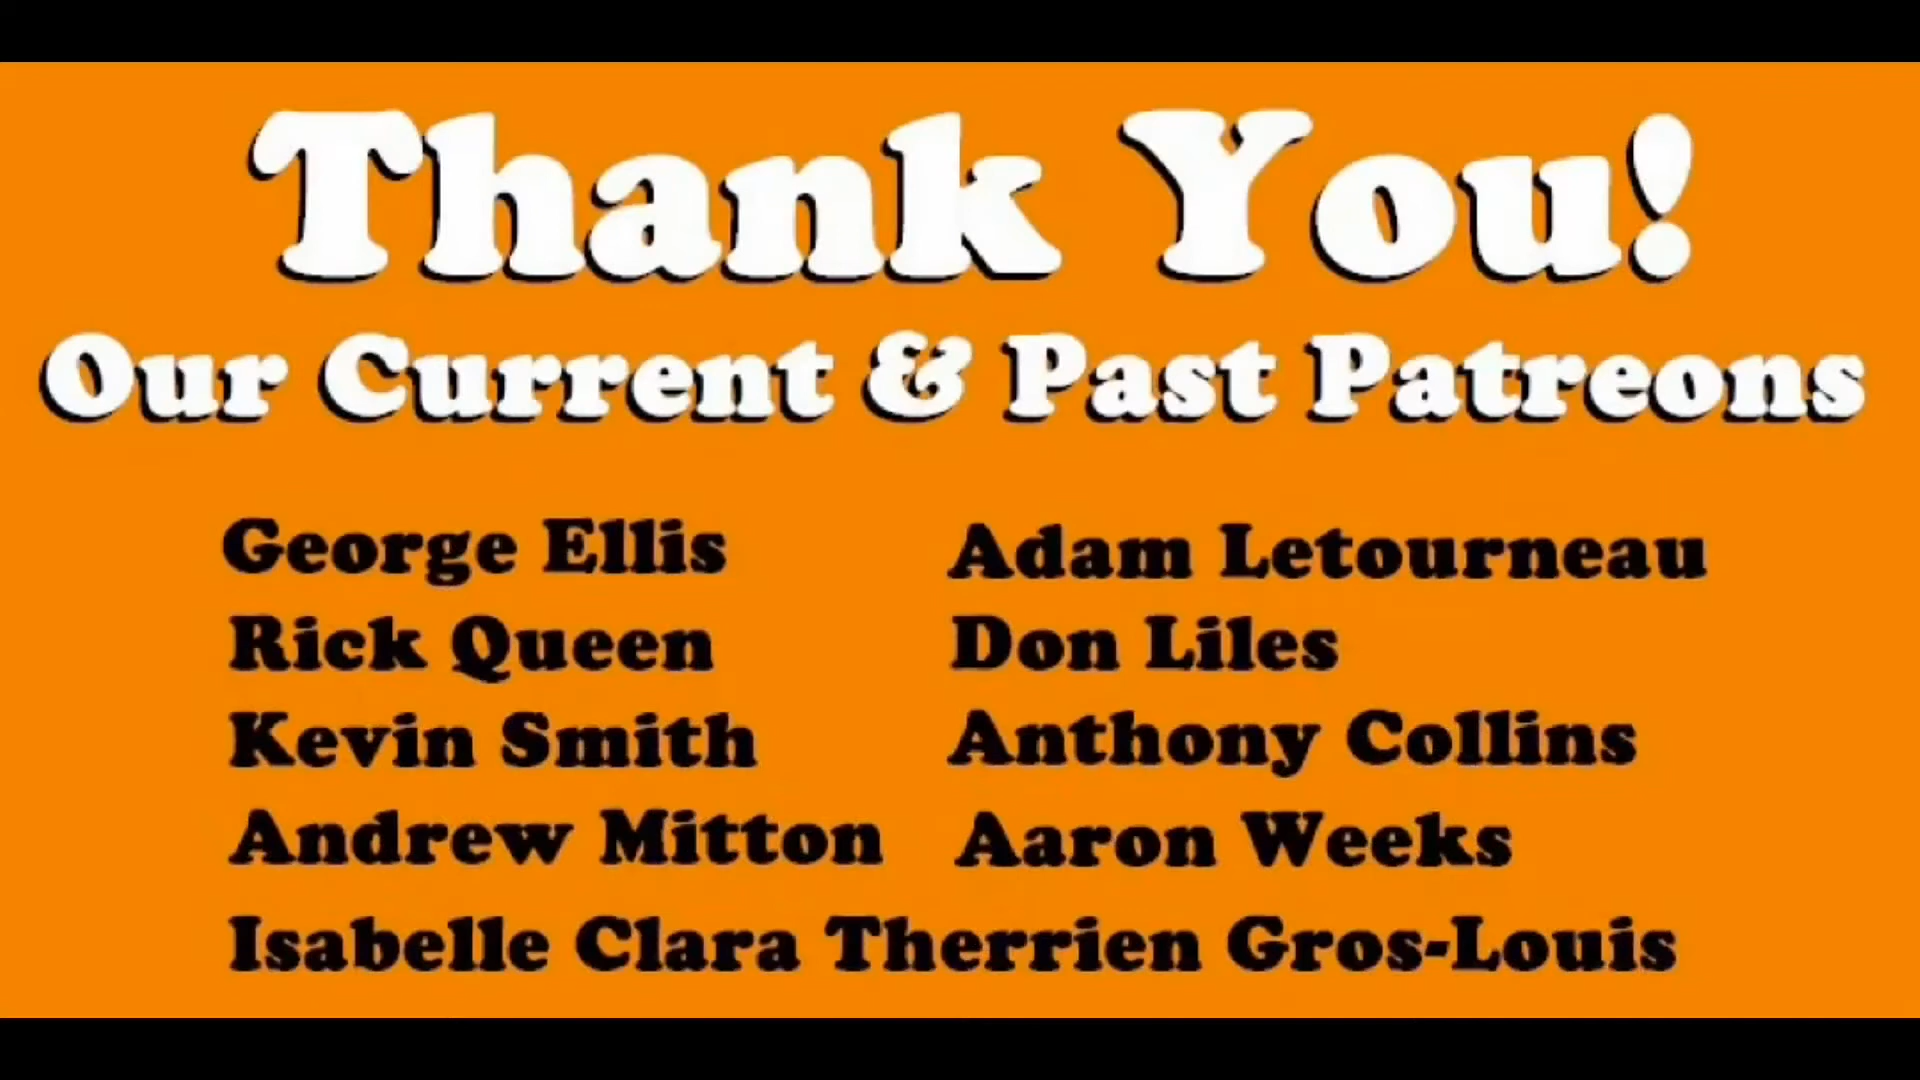 Thank You!
Our Current & Past Patreons
George Ellis
Adam Letourneau
Rick Queen
Don Liles
Kevin Smith
Anthony Collins
Andrew Mitton
Aaron Weeks
Isabelle Clara Therrien Gros-Louis